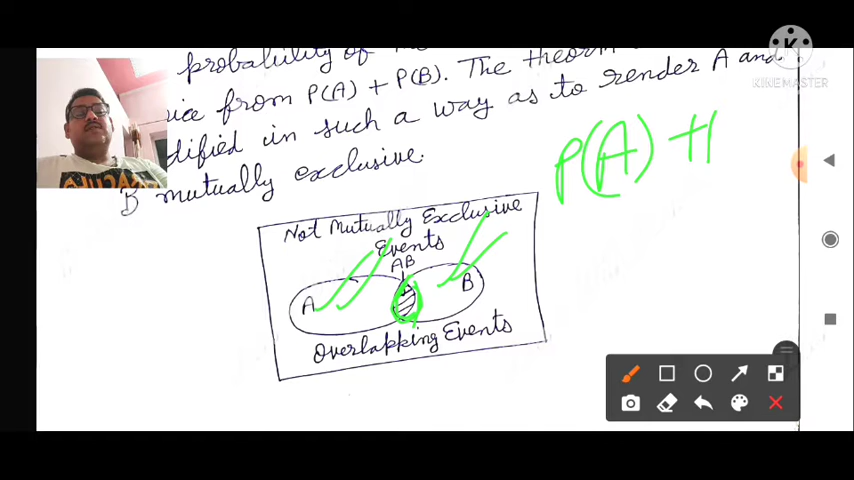 probability of
ice from P(A) + P(B). The theorm
dified in such a way as to render A and
B mutually exclusive.
P(A) +
Not Mutually Exclusive
Events
AB
A
B
Overlapping Events
KINEMASTER